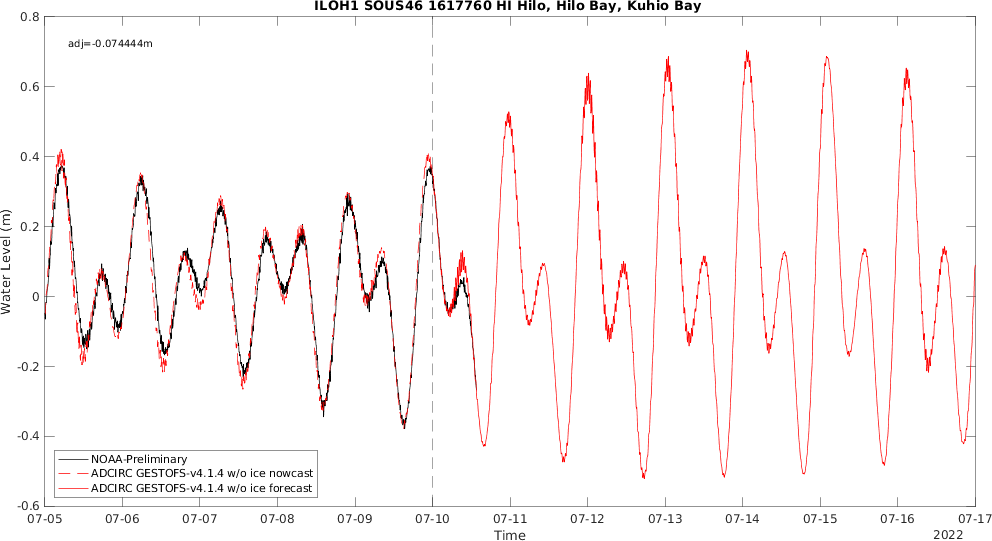 ILOH1 SOUS46 1617760 HI Hilo, Hilo Bay, Kuhio Bay
adj=-0.074444m
0.8
0.6
0.4
0.2
0
-0.2
-0.4
-0.6
Water Level (m)
NOAA-Preliminary
ADCIRC GESTOFS-v4.1.4 w/o ice nowcast
ADCIRC GESTOFS-v4.1.4 w/o ice forecast
07-05 07-06 07-07 07-08 07-09 07-10 07-11 07-12 07-13 07-14 07-15 07-16 07-17
Time
2022